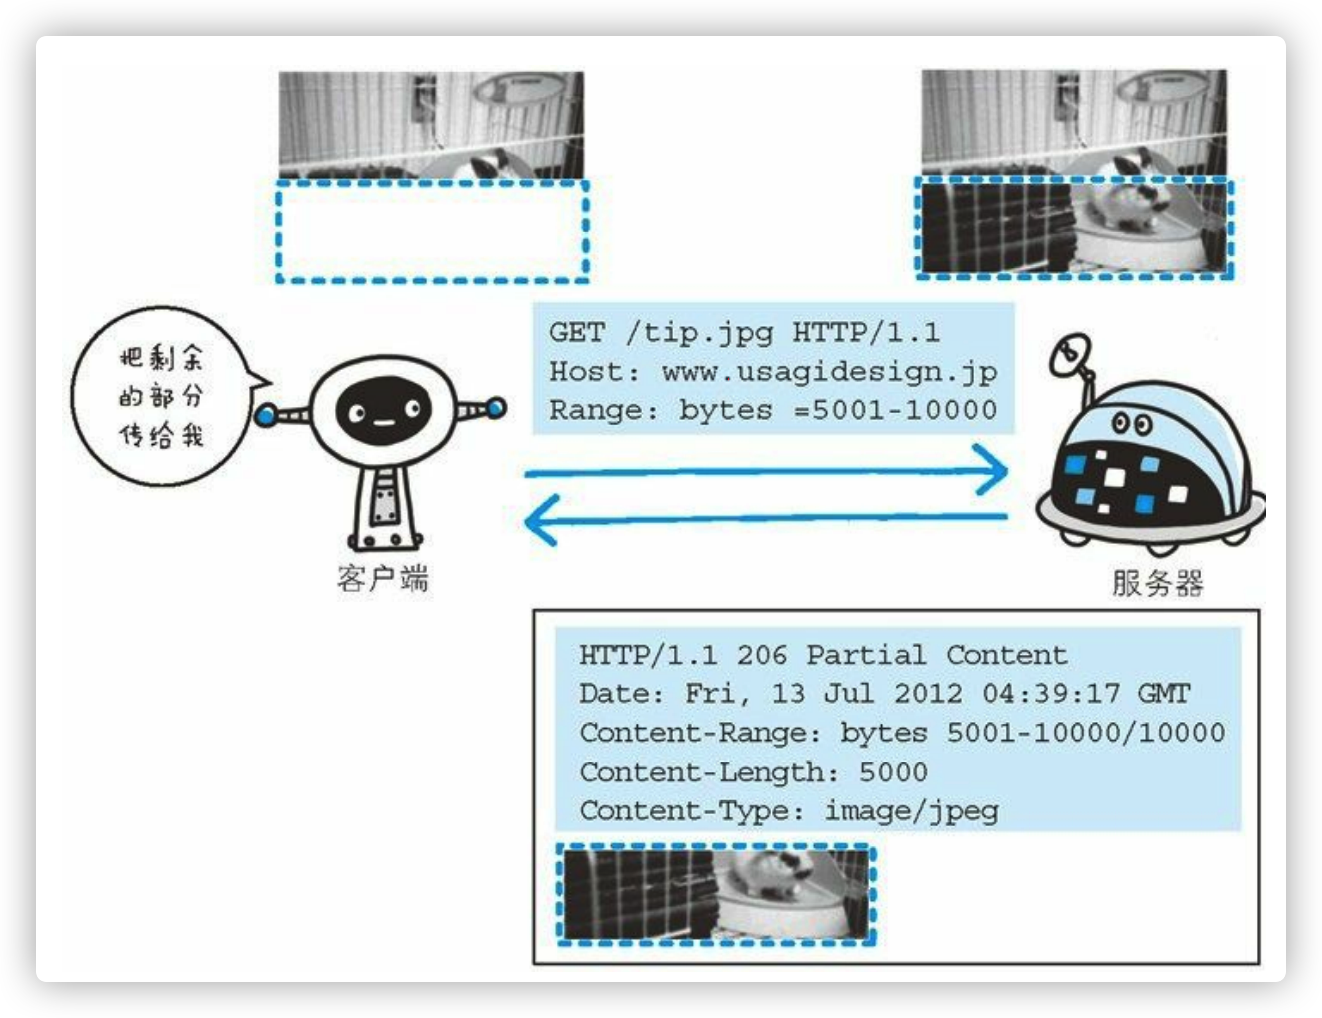 把剩余
的部分
传给我
GET /tip.jpg HTTP/1.1
Host: www.usagidesign.jp
Range: bytes =5001-10000
客户端
服务器
HTTP/1.1 206 Partial Content
Date: Fri, 13 Jul 2012 04:39:17 GMT
Content-Range: bytes 5001-10000/10000
Content-Length: 5000
Content-Type: image/jpeg